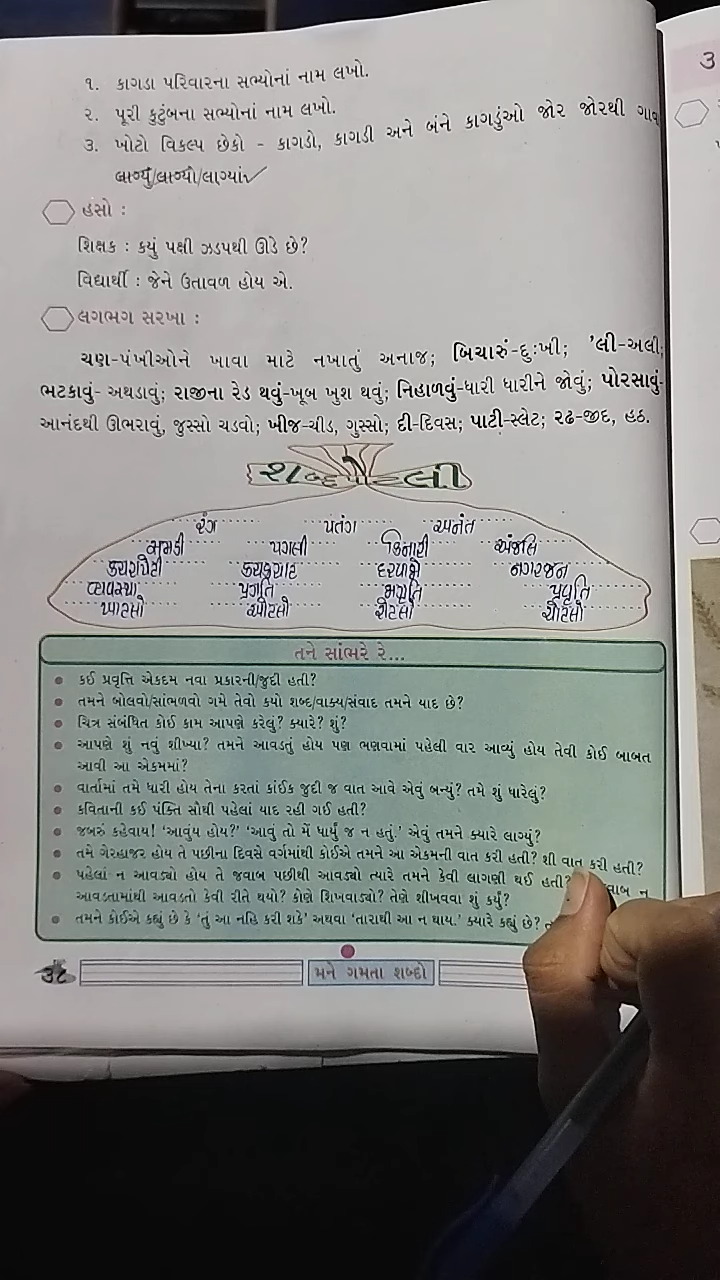 ૧. કાગડા પરિવારના સભ્યોનાં નામ લખો.
૨. પૂરી કુટુંબના સભ્યોનાં નામ લખો.
૩. ખોટો વિકલ્પ છેકો - કાગડો, કાગડી અને બંને કાગડુંઓ જોર જોરથી ગાવા
લાગ્યું/લાગ્યો/લાગ્યાં
હસો :
શિક્ષક : કયું પક્ષી ઝડપથી ઊડે છે?
વિદ્યાર્થી : જેને ઉતાવળ હોય એ.
લગભગ સરખા :
ચણ-પંખીઓને ખાવા માટે નખાતું અનાજ; બિચારું-દુઃખી; 'લી-અલી;
ભટકાવું- અથડાવું; રાજીના રેડ થવું-ખૂબ ખુશ થવું; નિહાળવું-ધારી ધારીને જોવું; પોરસાવું-
આનંદથી ઊભરાવું, જુસ્સો ચડવો; ખીજ-ચીડ, ગુસ્સો; દી-દિવસ; પાટી-સ્લેટ; રઢ-જીદ, હઠ.
રંગ પતંગ અનંત
પગલી કિનારી અંજલિ
નગરજન
વ્યવસ્થા પ્રગતિ પ્રવૃતિ
તને સાંભરે રે...
કઈ પ્રવૃત્તિ એકદમ નવા પ્રકારની/જુદી હતી?
તમને બોલવો/સાંભળવો ગમે તેવો કયો શબ્દ/વાક્ય/સંવાદ તમને યાદ છે?
ચિત્ર સંબંધિત કોઈ કામ આપણે કરેલું? ક્યારે? શું?
આપણે શું નવું શીખ્યા? તમને આવડતું હોય પણ ભણવામાં પહેલી વાર આવ્યું હોય તેવી કોઈ બાબત
આવી આ એકમમાં?
વાર્તામાં તમે ધારી હોય તેના કરતાં કાંઈક જુદી જ વાત આવે એવું બન્યું? તમે શું ધારેલું?
કવિતાની કઈ પંક્તિ સૌથી પહેલાં યાદ રહી ગઈ હતી?
જબરું કહેવાય! 'આવુંય હોય?' 'આવું તો મેં ધાર્યું જ ન હતું.' એવું તમને ક્યારે લાગ્યું?
તમે ગેરહાજર હોય તે પછીના દિવસે વર્ગમાંથી કોઈએ તમને આ એકમની વાત કરી હતી? શી વાત કરી હતી?
પહેલાં ન આવડ્યો હોય તે જવાબ પછીથી આવડ્યો ત્યારે તમને કેવી લાગણી થઈ હતી? વાબ ન
આવડતામાંથી આવડતો કેવી રીતે થયો? કોણે શિખવાડ્યો? તેણે શીખવવા શું કર્યું?
તમને કોઈએ કહ્યું છે કે 'તું આ નહિ કરી શકે' અથવા 'તારાથી આ ન થાય.' ક્યારે કહ્યું છે?
૩૮
મને ગમતા શબ્દો
૩